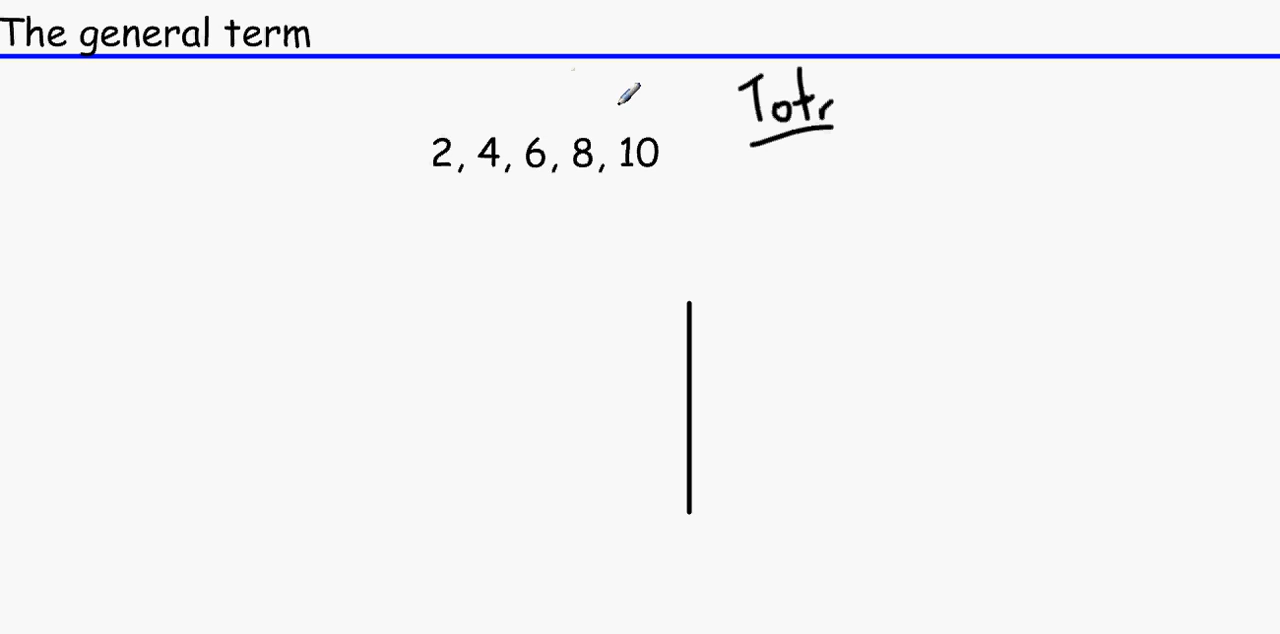 The general term
Totr
2, 4, 6, 8, 10